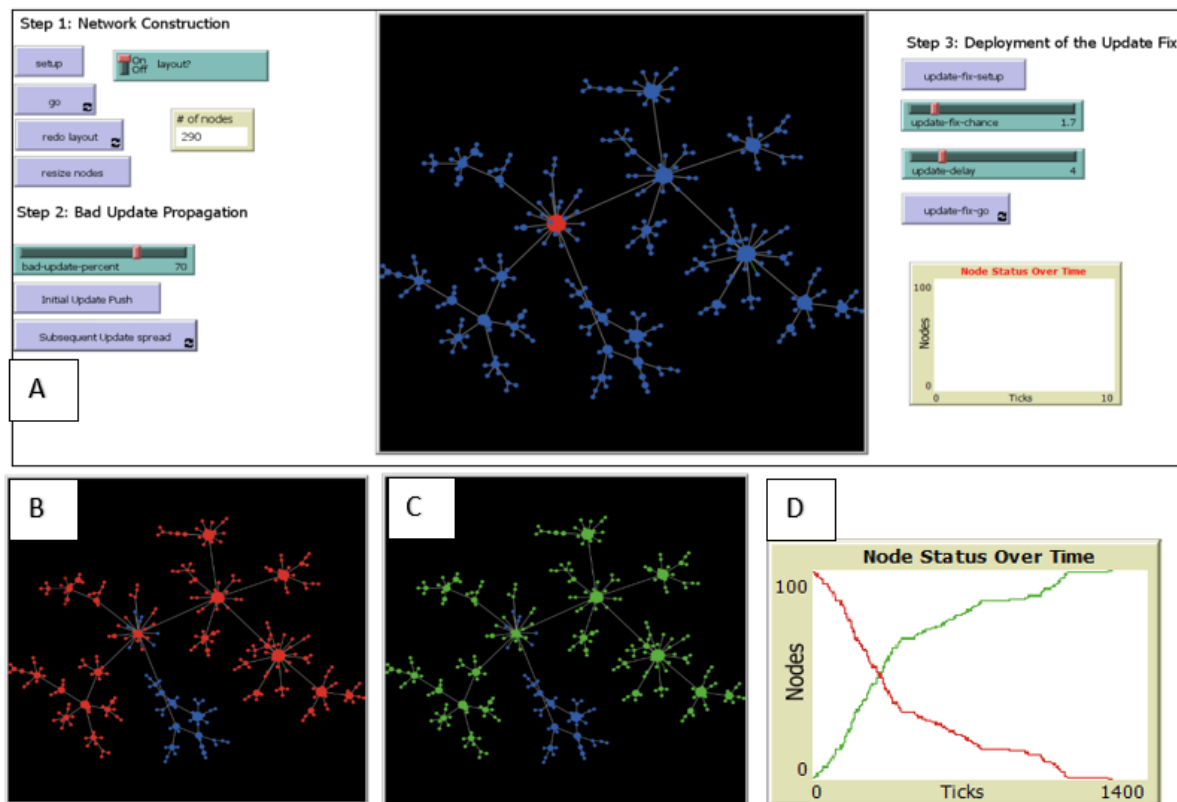 Step 1: Network Construction
setup
On
Off
layout?
go
# of nodes
290
redo layout
resize nodes
Step 2: Bad Update Propagation
bad-update-percent 70
Initial Update Push
Subsequent Update spread
A
Step 3: Deployment of the Update Fix
update-fix-setup
update-fix-chance 1.7
update-delay 4
update-fix-go
Node Status Over Time
100
Nodes
0
0 Ticks 10
B
C
D
Node Status Over Time
100
Nodes
0
0 Ticks 1400